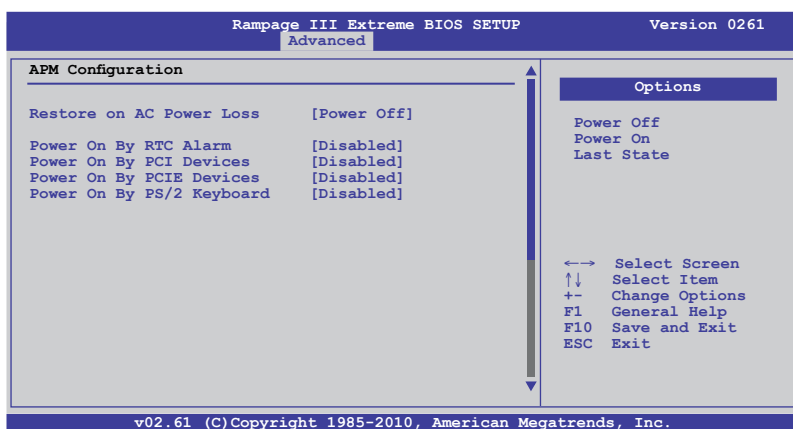 Rampage III Extreme BIOS SETUP Version 0261
Advanced
APM Configuration
Restore on AC Power Loss [Power Off]
Power On By RTC Alarm [Disabled]
Power On By PCI Devices [Disabled]
Power On By PCIE Devices [Disabled]
Power On By PS/2 Keyboard [Disabled]
Options
Power Off
Power On
Last State
←→ Select Screen
↑↓ Select Item
+- Change Options
F1 General Help
F10 Save and Exit
ESC Exit
v02.61 (C)Copyright 1985-2010, American Megatrends, Inc.